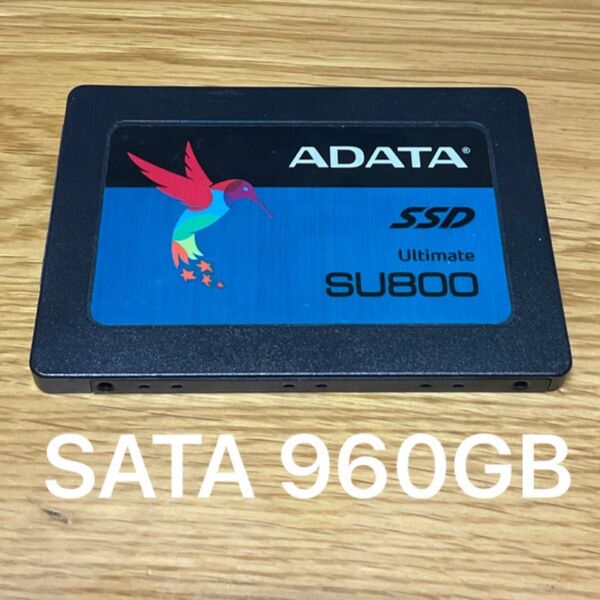 ADATA®
SSD
Ultimate
SU800
SATA 960GB